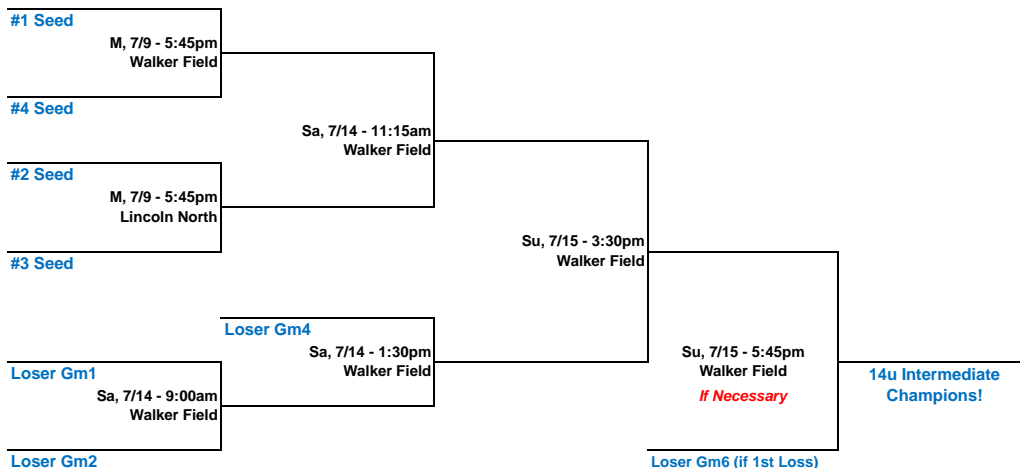 #1 Seed
M, 7/9 - 5:45pm
Walker Field
#4 Seed
Sa, 7/14 - 11:15am
Walker Field
#2 Seed
M, 7/9 - 5:45pm
Lincoln North
#3 Seed
Su, 7/15 - 3:30pm
Walker Field
Loser Gm4
Sa, 7/14 - 1:30pm
Walker Field
Loser Gm1
Sa, 7/14 - 9:00am
Walker Field
Loser Gm2
Su, 7/15 - 5:45pm
Walker Field
If Necessary
Loser Gm6 (if 1st Loss)
14u Intermediate
Champions!